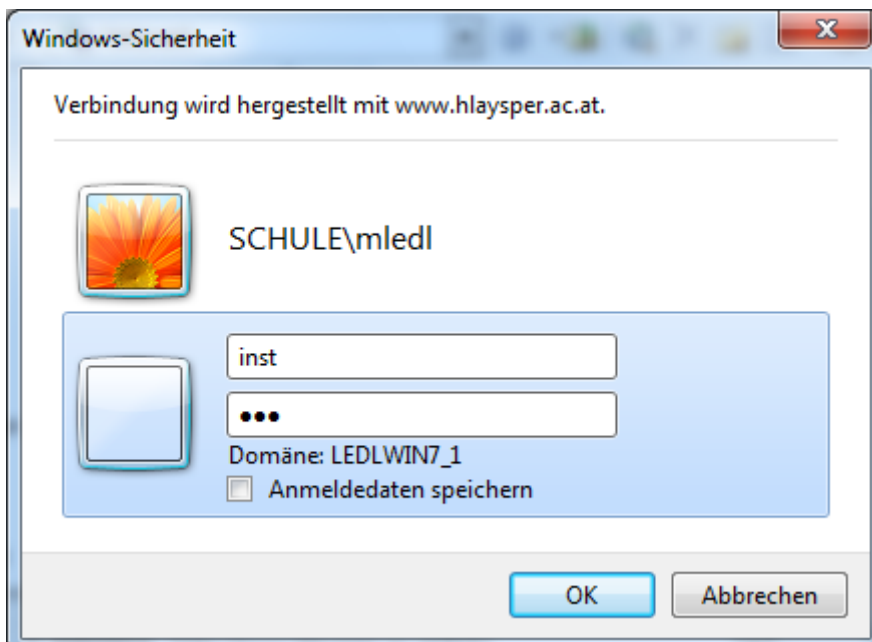 Windows-Sicherheit
Verbindung wird hergestellt mit www.hlaysper.ac.at.
SCHULE\mledl
inst
●●●
Domäne: LEDLWIN7_1
Anmeldedaten speichern
OK
Abbrechen